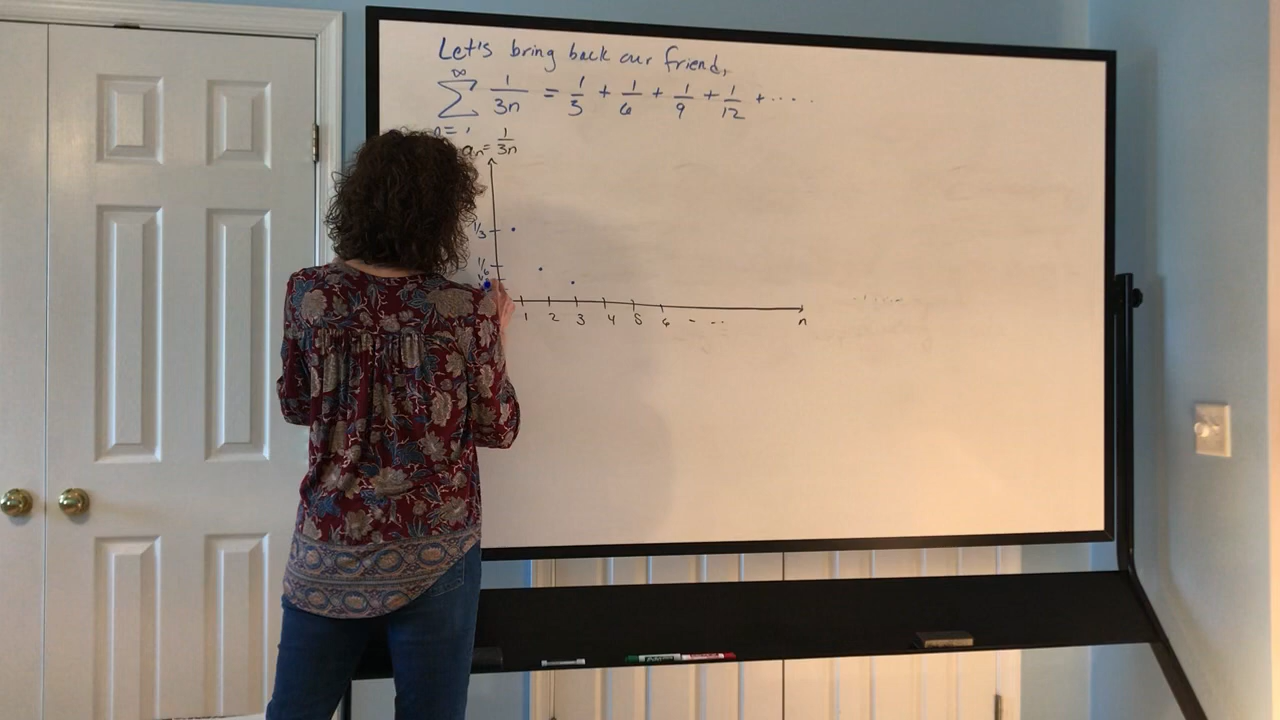 Let's bring back our friend,
∞
∑ 1/3n = 1/3 + 1/6 + 1/9 + 1/12 + ....
n=1
aₙ = 1/3n
1/3
1/6
1 2 3 4 5 6 - -- n